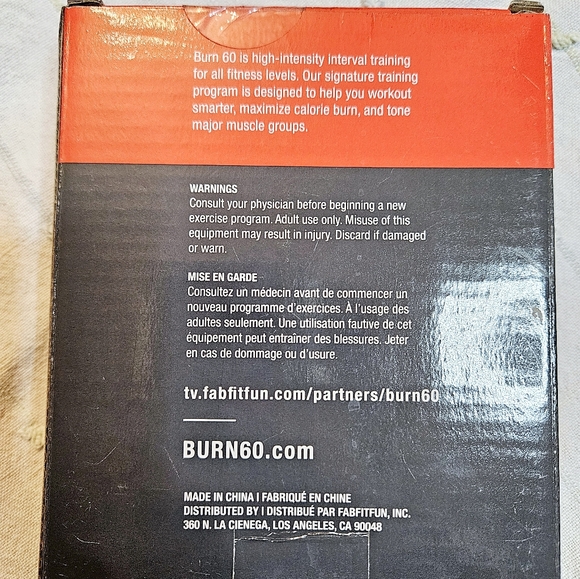 Burn 60 is high-intensity interval training
for all fitness levels. Our signature training
program is designed to help you workout
smarter, maximize calorie burn, and tone
major muscle groups.
WARNINGS
Consult your physician before beginning a new
exercise program. Adult use only. Misuse of this
equipment may result in injury. Discard if damaged
or warn.
MISE EN GARDE
Consultez un médecin avant de commencer un
nouveau programme d'exercices. À l'usage des
adultes seulement. Une utilisation fautive de cet
équipement peut entraîner des blessures. Jeter
en cas de dommage ou d'usure.
tv.fabfitfun.com/partners/burn60
BURN60.com
MADE IN CHINA I FABRIQUÉ EN CHINE
DISTRIBUTED BY I DISTRIBUÉ PAR FABFITFUN, INC.
360 N. LA CIENEGA, LOS ANGELES, CA 90048